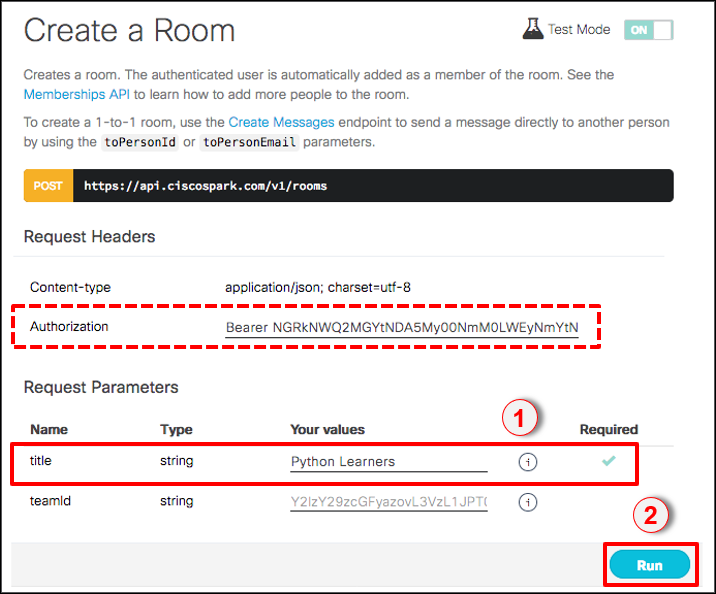 Create a Room
Test Mode ON
Creates a room. The authenticated user is automatically added as a member of the room. See the
Memberships API to learn how to add more people to the room.
To create a 1-to-1 room, use the Create Messages endpoint to send a message directly to another person
by using the toPersonId or toPersonEmail parameters.
POST https://api.ciscospark.com/v1/rooms
Request Headers
Content-type application/json; charset=utf-8
Authorization Bearer NGRkNWQ2MGYtNDA5My00NmM0LWEyNmYtN
Request Parameters
1
Name Type Your values Required
title string Python Learners i
teamId string Y2lzY29zcGFyazovL3VzL1JPT0 i
2
Run